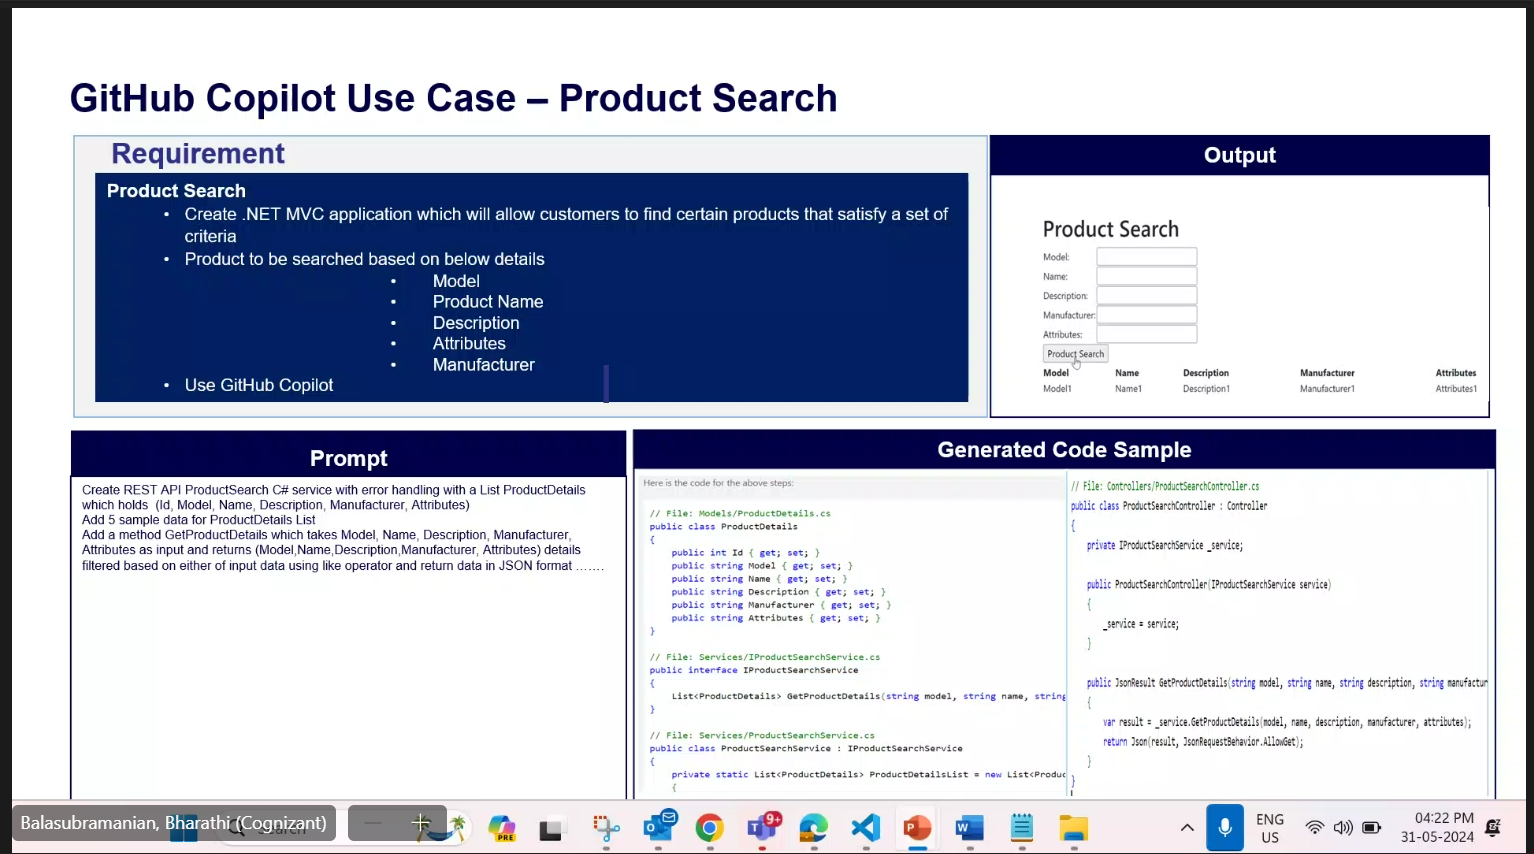 GitHub Copilot Use Case – Product Search
Requirement
Product Search
• Create .NET MVC application which will allow customers to find certain products that satisfy a set of
criteria
• Product to be searched based on below details
• Model
• Product Name
• Description
• Attributes
• Manufacturer
• Use GitHub Copilot
Output
Product Search
Model:
Name:
Description:
Manufacturer:
Attributes:
Product Search
Model Name Description Manufacturer Attributes
Model1 Name1 Description1 Manufacturer1 Attributes1
Prompt
Create REST API ProductSearch C# service with error handling with a List ProductDetails
which holds (Id, Model, Name, Description, Manufacturer, Attributes)
Add 5 sample data for ProductDetails List
Add a method GetProductDetails which takes Model, Name, Description, Manufacturer,
Attributes as input and returns (Model,Name,Description,Manufacturer, Attributes) details
filtered based on either of input data using like operator and return data in JSON format …….
Generated Code Sample
Here is the code for the above steps:
// File: Models/ProductDetails.cs
public class ProductDetails
{
public int Id { get; set; }
public string Model { get; set; }
public string Name { get; set; }
public string Description { get; set; }
public string Manufacturer { get; set; }
public string Attributes { get; set; }
}
// File: Services/IProductSearchService.cs
public interface IProductSearchService
{
List<ProductDetails> GetProductDetails(string model, string name, string
}
// File: Services/ProductSearchService.cs
public class ProductSearchService : IProductSearchService
{
private static List<ProductDetails> ProductDetailsList = new List<Produc
{
// File: Controllers/ProductSearchController.cs
public class ProductSearchController : Controller
{
private IProductSearchService _service;
public ProductSearchController(IProductSearchService service)
{
_service = service;
}
public JsonResult GetProductDetails(string model, string name, string description, string manufactur
{
var result = _service.GetProductDetails(model, name, description, manufacturer, attributes);
return Json(result, JsonRequestBehavior.AllowGet);
}
}
Balasubramanian, Bharathi (Cognizant)
Search
PRE
9+
ENG
US
04:22 PM
31-05-2024